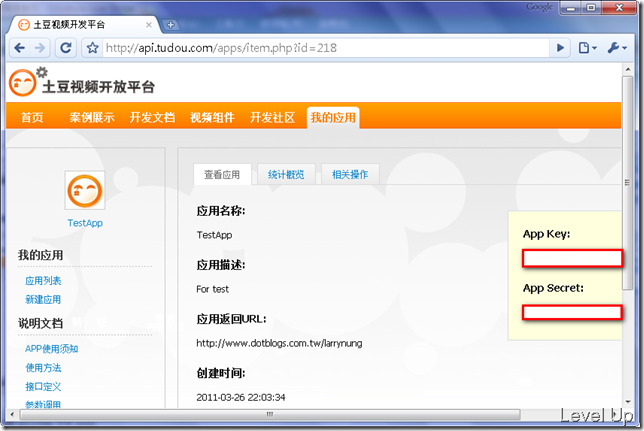 Google
土豆视频开发平台
http://api.tudou.com/apps/item.php?id=218
土豆视频开放平台
首页 案例展示 开发文档 视频组件 开发社区 我的应用
查看应用 统计概览 相关操作
TestApp
我的应用
应用列表
新建应用
说明文档
APP使用须知
使用方法
接口定义
参数调用
应用名称:
TestApp
应用描述:
For test
应用返回URL:
http://www.dotblogs.com.tw/larrynung
创建时间:
2011-03-26 22:03:34
App Key:
App Secret:
Level Up